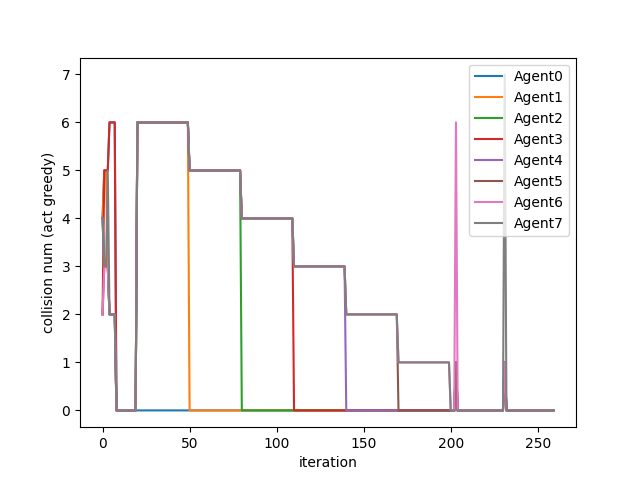 collision num (act greedy)
7
6
5
4
3
2
1
0
Agent0
Agent1
Agent2
Agent3
Agent4
Agent5
Agent6
Agent7
0 50 100 150 200 250
iteration